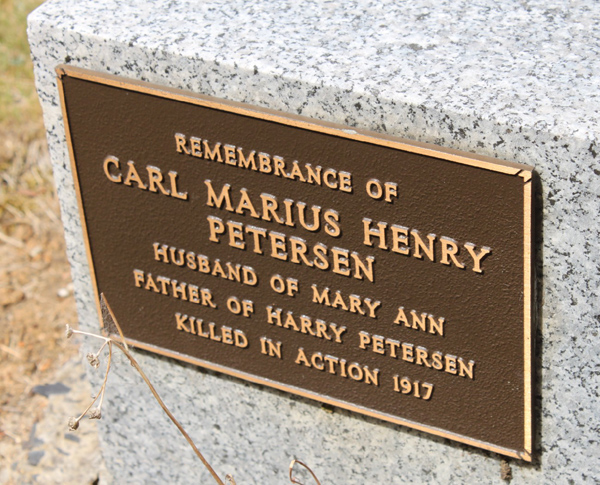 REMEMBRANCE OF
CARL MARIUS HENRY
PETERSEN
HUSBAND OF MARY ANN
FATHER OF HARRY PETERSEN
KILLED IN ACTION 1917